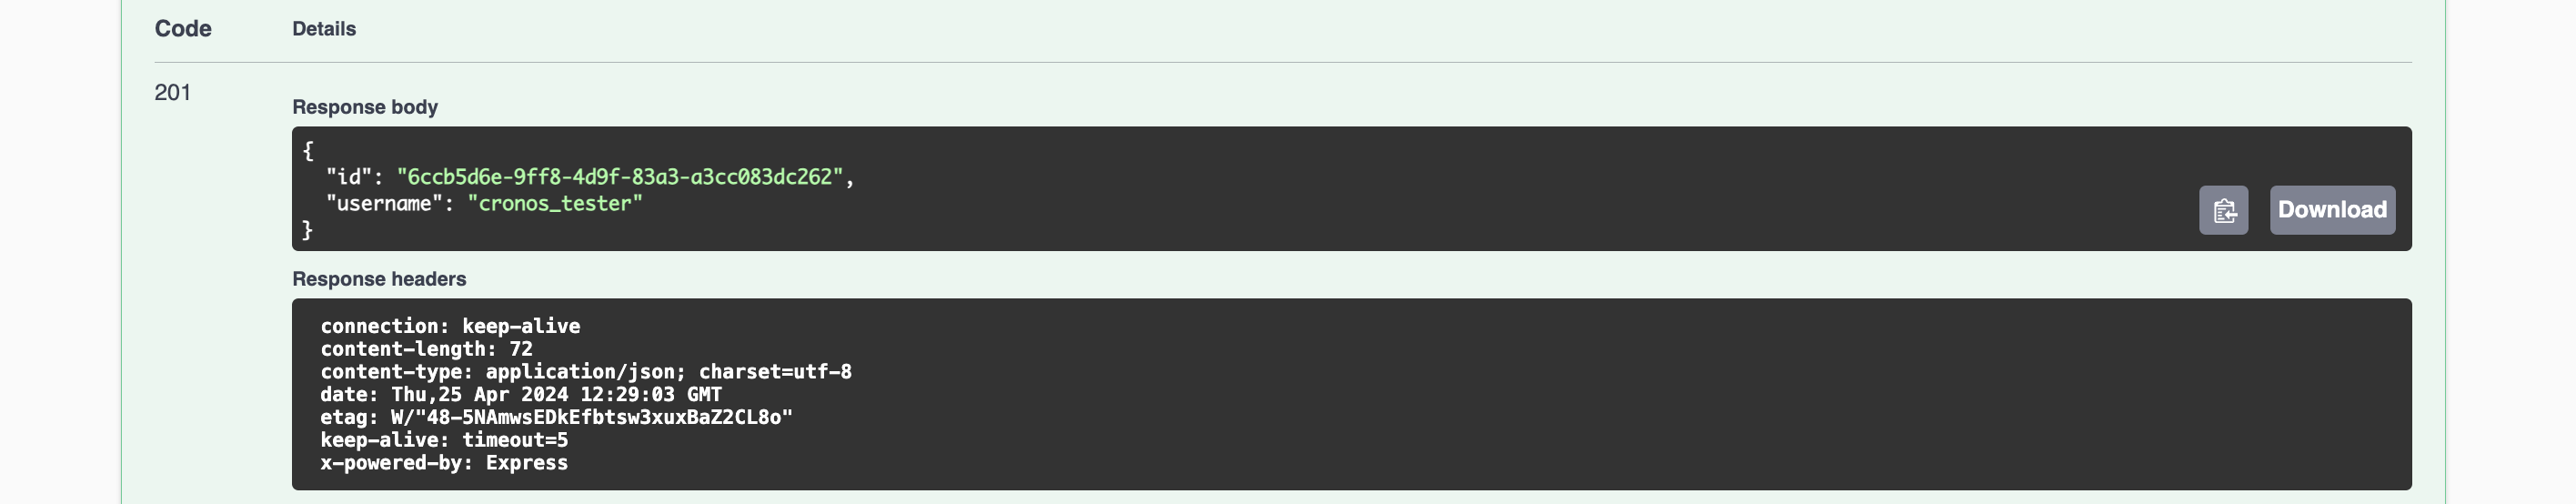 Code Details
201
Response body
{
  "id": "6ccb5d6e-9ff8-4d9f-83a3-a3cc083dc262",
  "username": "cronos_tester"
}
Download
Response headers
connection: keep-alive
content-length: 72
content-type: application/json; charset=utf-8
date: Thu,25 Apr 2024 12:29:03 GMT
etag: W/"48-5NAmwsEDkEfbtsw3xuxBaZ2CL8o"
keep-alive: timeout=5
x-powered-by: Express